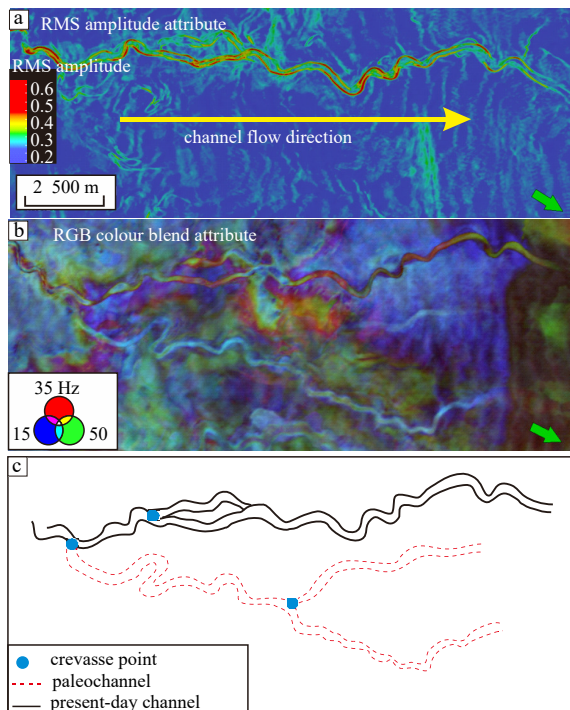 a RMS amplitude attribute
RMS amplitude
0.6
0.5
0.4
0.3
0.2
channel flow direction
2 500 m
b RGB colour blend attribute
35 Hz
15 50
c
crevasse point
paleochannel
present-day channel